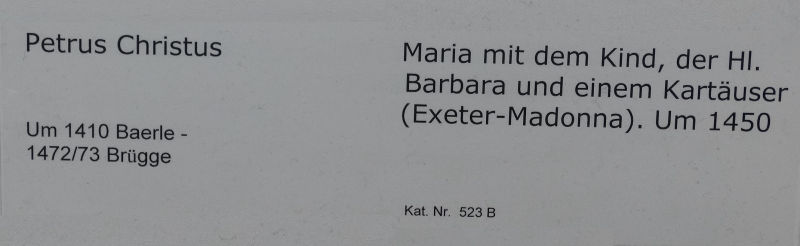 Petrus Christus
Um 1410 Baerle -
1472/73 Brügge
Maria mit dem Kind, der Hl.
Barbara und einem Kartäuser
(Exeter-Madonna). Um 1450
Kat. Nr. 523 B